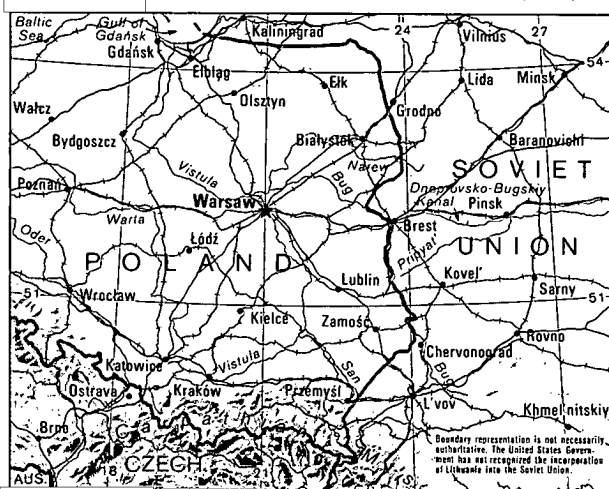 Baltic
Sea
Gulf of
Gdańsk
Gdańsk
Kaliningrad
24
Vilnius
27
54
Elbląg
Ełk
Lida
Minsk
Wałcz
Olsztyn
Grodno
Bydgoszcz
Białystok
Baranovichi
Narew
SOVIET
Vistula
Bug
Dneprovsko-Bugskiy
Kanal
Pinsk
Poznań
Warsaw
Warta
Brest
Oder
Łódź
Pripyat'
UNION
POLAND
Lublin
Kovel'
Sarny
51
Wrocław
51
Kielce
Zamość
Rovno
Chervonograd
Katowice
Vistula
San
Bug
Ostrava
Kraków
Przemyśl
L'vov
Khmel'nitskiy
Brno
Boundary representation is not necessarily
authoritative. The United States Govern-
ment has not recognized the incorporation
of Lithuania into the Soviet Union.
AUS.
18
CZECH.
21